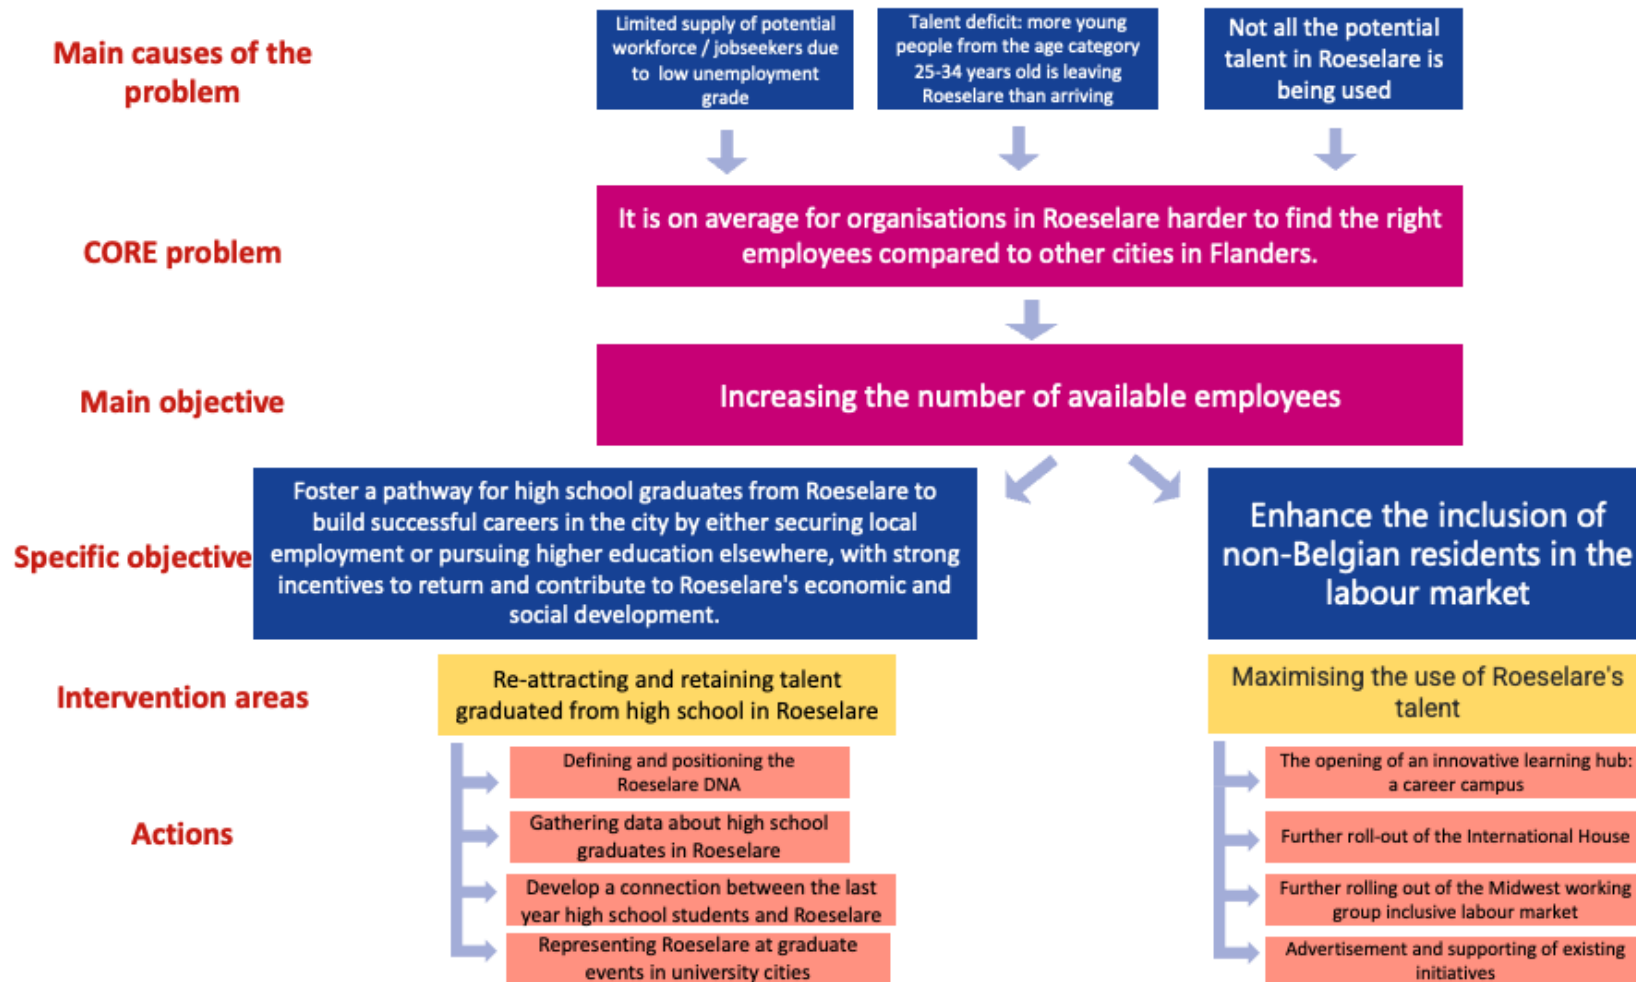 Main causes of the
problem
Limited supply of potential
workforce / jobseekers due
to low unemployment
grade
Talent deficit: more young
people from the age category
25-34 years old is leaving
Roeselare than arriving
Not all the potential
talent in Roeselare is
being used
CORE problem
It is on average for organisations in Roeselare harder to find the right
employees compared to other cities in Flanders.
Main objective
Increasing the number of available employees
Specific objective
Foster a pathway for high school graduates from Roeselare to
build successful careers in the city by either securing local
employment or pursuing higher education elsewhere, with strong
incentives to return and contribute to Roeselare's economic and
social development.
Enhance the inclusion of
non-Belgian residents in the
labour market
Intervention areas
Re-attracting and retaining talent
graduated from high school in Roeselare
Maximising the use of Roeselare's
talent
Actions
Defining and positioning the
Roeselare DNA
Gathering data about high school
graduates in Roeselare
Develop a connection between the last
year high school students and Roeselare
Representing Roeselare at graduate
events in university cities
The opening of an innovative learning hub:
a career campus
Further roll-out of the International House
Further rolling out of the Midwest working
group inclusive labour market
Advertisement and supporting of existing
initiatives